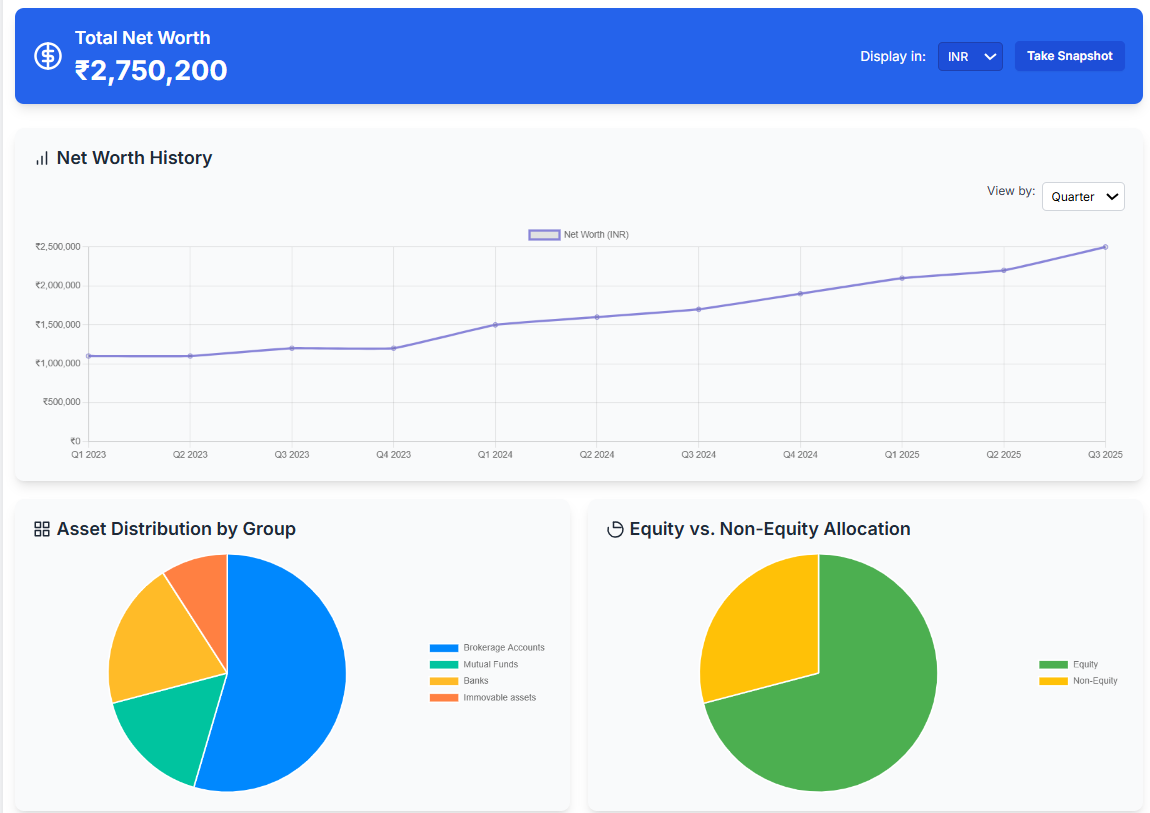 Total Net Worth
₹2,750,200
Display in:
INR
Take Snapshot
Net Worth History
View by:
Quarter
Net Worth (INR)
₹2,500,000
₹2,000,000
₹1,500,000
₹1,000,000
₹500,000
₹0
Q1 2023 Q2 2023 Q3 2023 Q4 2023 Q1 2024 Q2 2024 Q3 2024 Q4 2024 Q1 2025 Q2 2025 Q3 2025
Asset Distribution by Group
Brokerage Accounts
Mutual Funds
Banks
Immovable assets
Equity vs. Non-Equity Allocation
Equity
Non-Equity